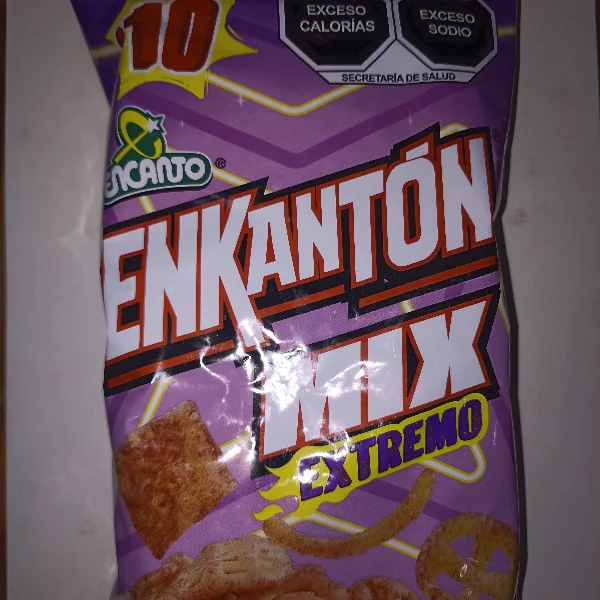 $10
EXCESO
CALORÍAS
EXCESO
SODIO
SECRETARÍA DE SALUD
ENCANTO®
ENKANTÓN
MIX
EXTREMO